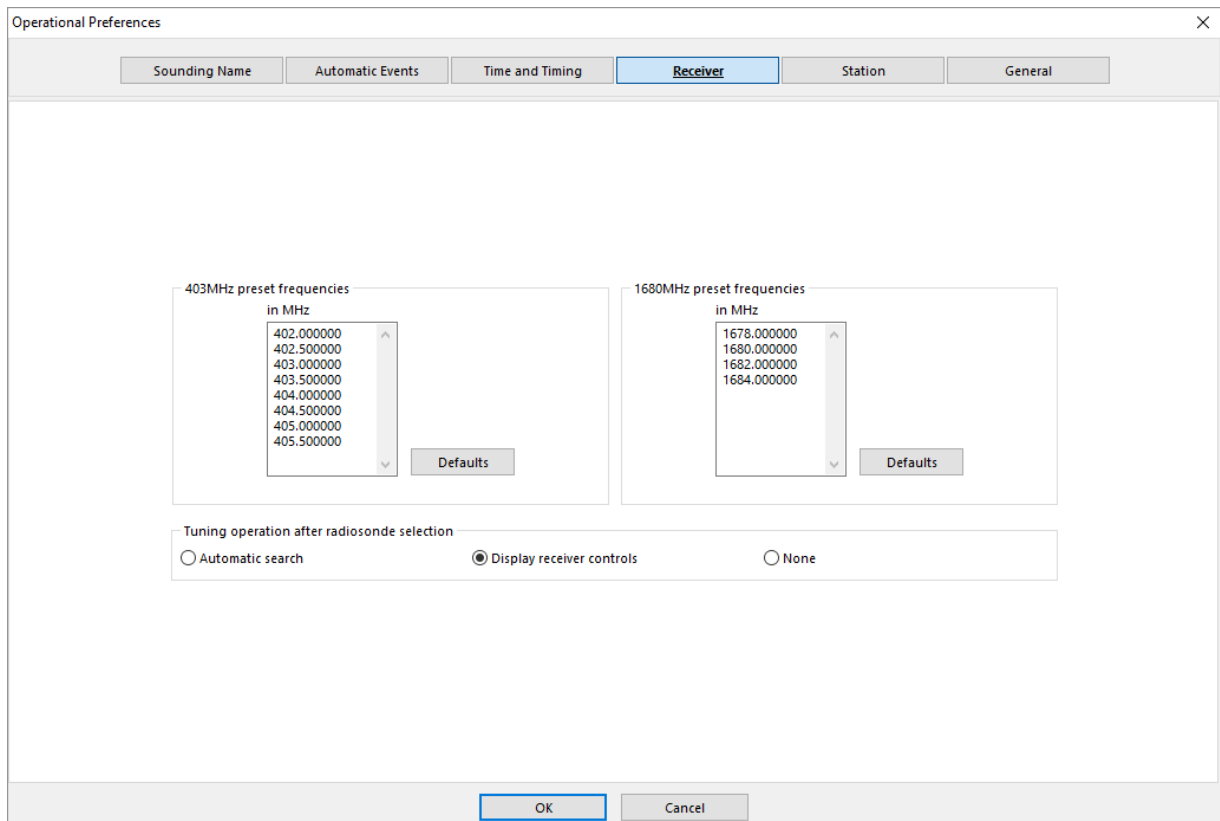 Operational Preferences
Sounding Name Automatic Events Time and Timing Receiver Station General
403MHz preset frequencies
in MHz
402.000000
402.500000
403.000000
403.500000
404.000000
404.500000
405.000000
405.500000
Defaults
1680MHz preset frequencies
in MHz
1678.000000
1680.000000
1682.000000
1684.000000
Defaults
Tuning operation after radiosonde selection
Automatic search Display receiver controls None
OK Cancel